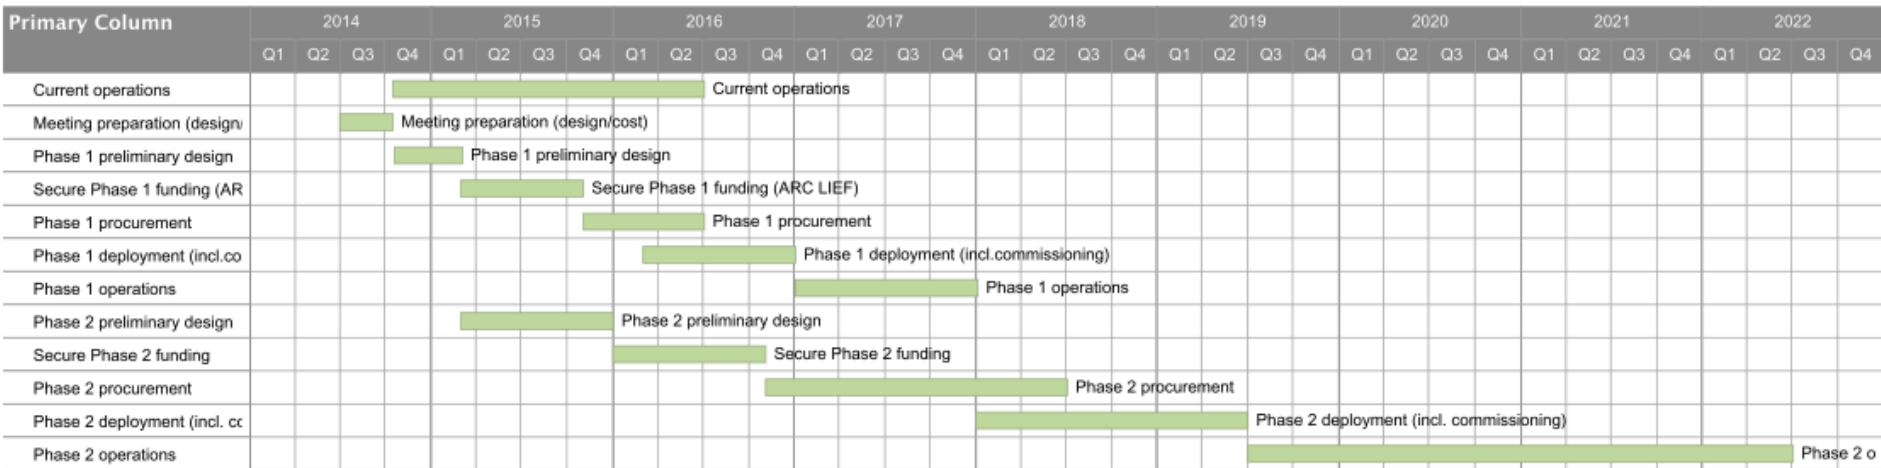 Primary Column 2014 2015 2016 2017 2018 2019 2020 2021 2022
Q1 Q2 Q3 Q4 Q1 Q2 Q3 Q4 Q1 Q2 Q3 Q4 Q1 Q2 Q3 Q4 Q1 Q2 Q3 Q4 Q1 Q2 Q3 Q4 Q1 Q2 Q3 Q4 Q1 Q2 Q3 Q4 Q1 Q2 Q3 Q4
Current operations Current operations
Meeting preparation (design/ Meeting preparation (design/cost)
Phase 1 preliminary design Phase 1 preliminary design
Secure Phase 1 funding (AR Secure Phase 1 funding (ARC LIEF)
Phase 1 procurement Phase 1 procurement
Phase 1 deployment (incl.co Phase 1 deployment (incl.commissioning)
Phase 1 operations Phase 1 operations
Phase 2 preliminary design Phase 2 preliminary design
Secure Phase 2 funding Secure Phase 2 funding
Phase 2 procurement Phase 2 procurement
Phase 2 deployment (incl. cc Phase 2 deployment (incl. commissioning)
Phase 2 operations Phase 2 o